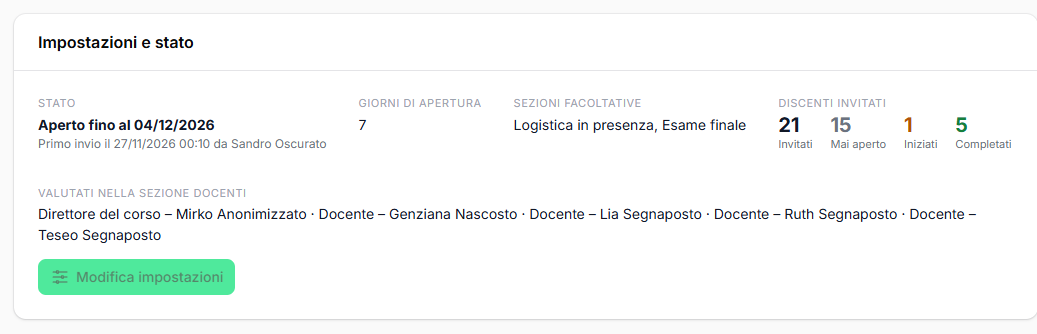 Impostazioni e stato
STATO
Aperto fino al 04/12/2026
Primo invio il 27/11/2026 00:10 da Sandro Oscurato
GIORNI DI APERTURA
7
SEZIONI FACOLTATIVE
Logistica in presenza, Esame finale
DISCENTI INVITATI
21 15 1 5
Invitati Mai aperto Iniziati Completati
VALUTATI NELLA SEZIONE DOCENTI
Direttore del corso – Mirko Anonimizzato · Docente – Genziana Nascosto · Docente – Lia Segnaposto · Docente – Ruth Segnaposto · Docente –
Teseo Segnaposto
Modifica impostazioni